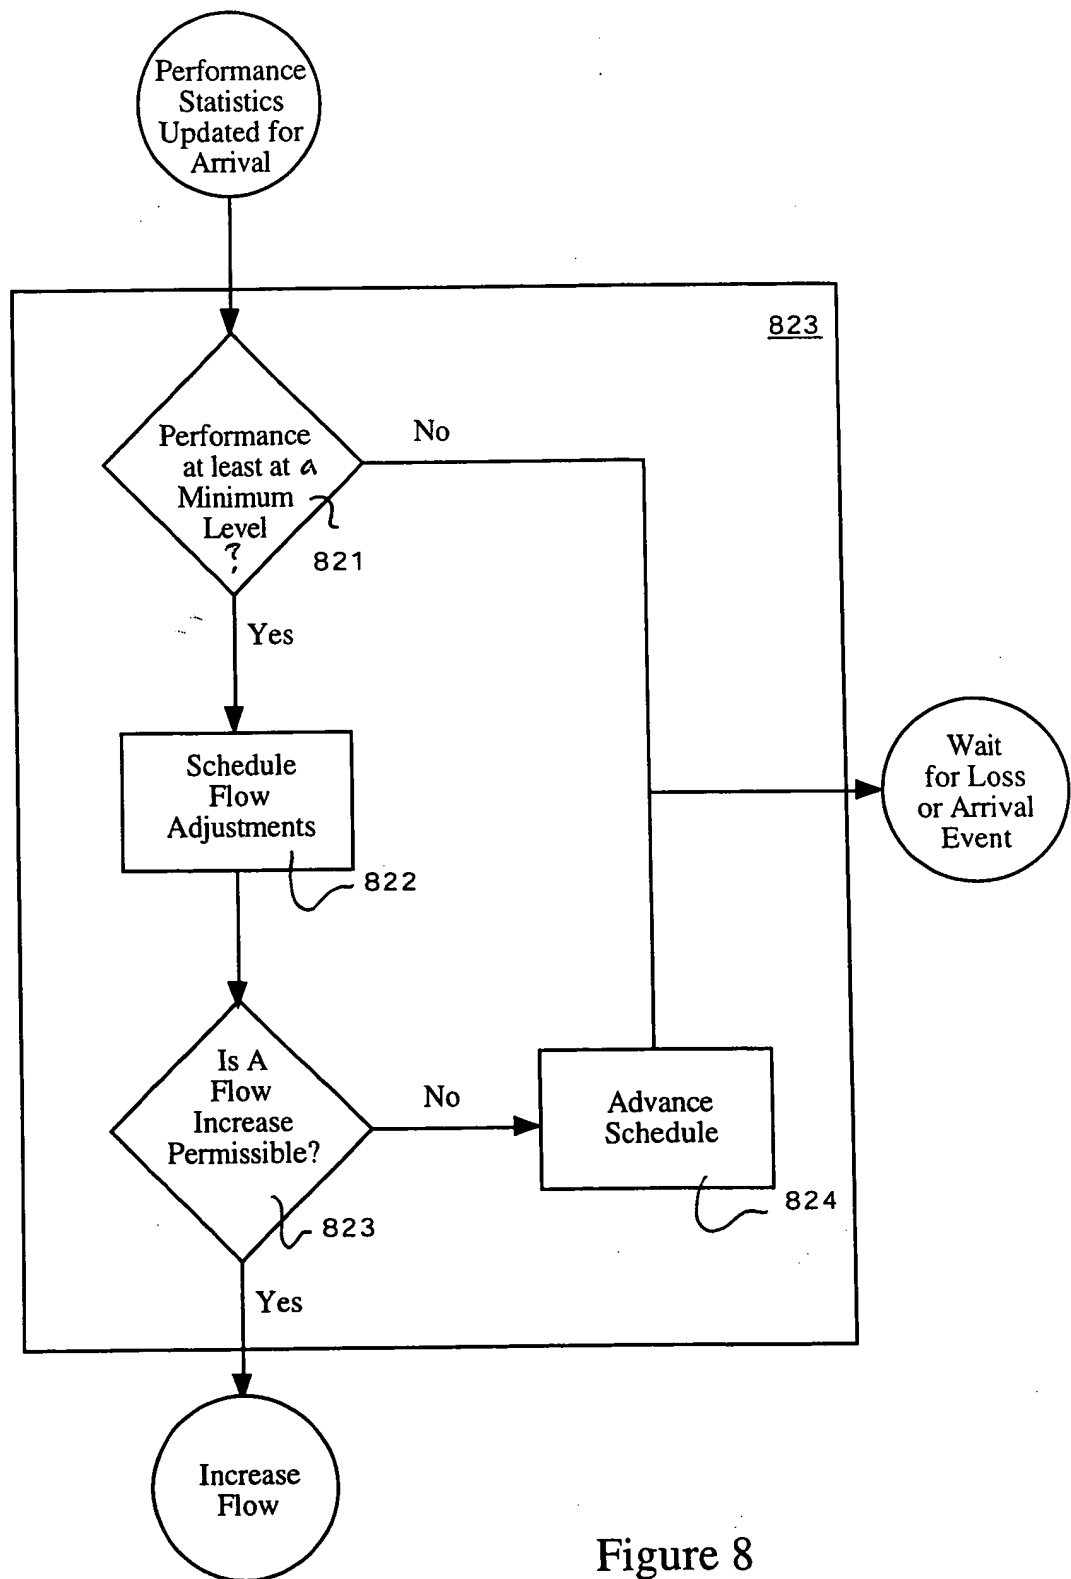 Performance
Statistics
Updated for
Arrival
823
Performance
at least at a
Minimum
Level
?
No
821
Yes
Schedule
Flow
Adjustments
822
Wait
for Loss
or Arrival
Event
Is A
Flow
Increase
Permissible?
No
823
Advance
Schedule
824
Yes
Increase
Flow
Figure 8